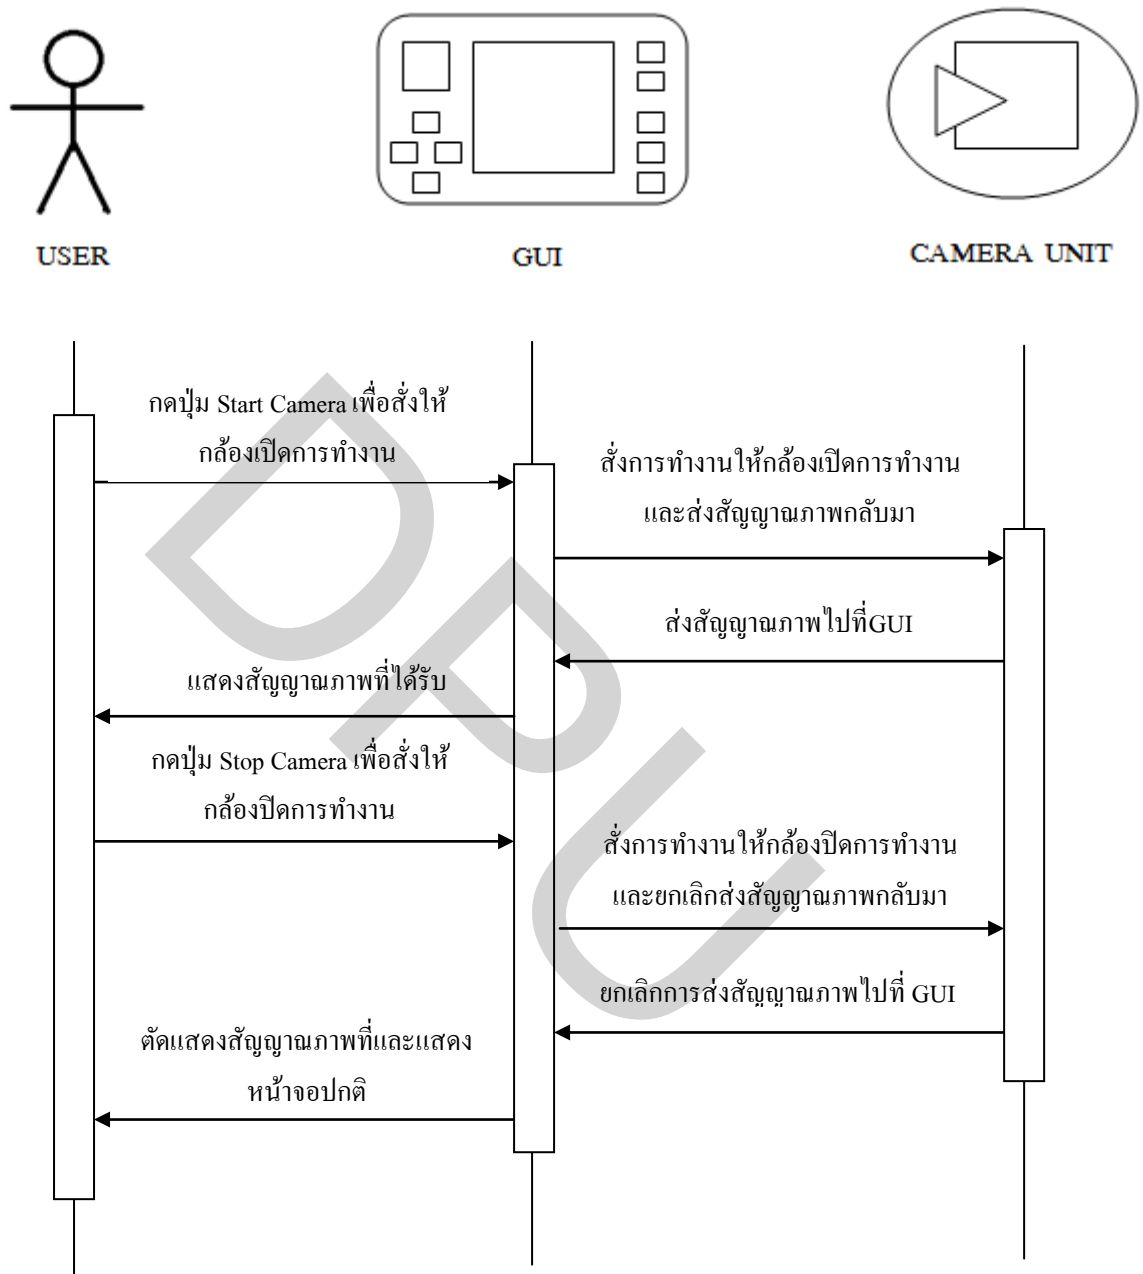 USER
GUI
CAMERA UNIT
กดปุ่ม Start Camera เพื่อสั่งให้
กล้องเปิดการทำงาน
สั่งการทำงานให้กล้องเปิดการทำงาน
และส่งสัญญาณภาพกลับมา
ส่งสัญญาณภาพไปที่GUI
แสดงสัญญาณภาพที่ได้รับ
กดปุ่ม Stop Camera เพื่อสั่งให้
กล้องปิดการทำงาน
สั่งการทำงานให้กล้องปิดการทำงาน
และยกเลิกส่งสัญญาณภาพกลับมา
ยกเลิกการส่งสัญญาณภาพไปที่ GUI
ตัดแสดงสัญญาณภาพที่และแสดง
หน้าจอปกติ
DPU